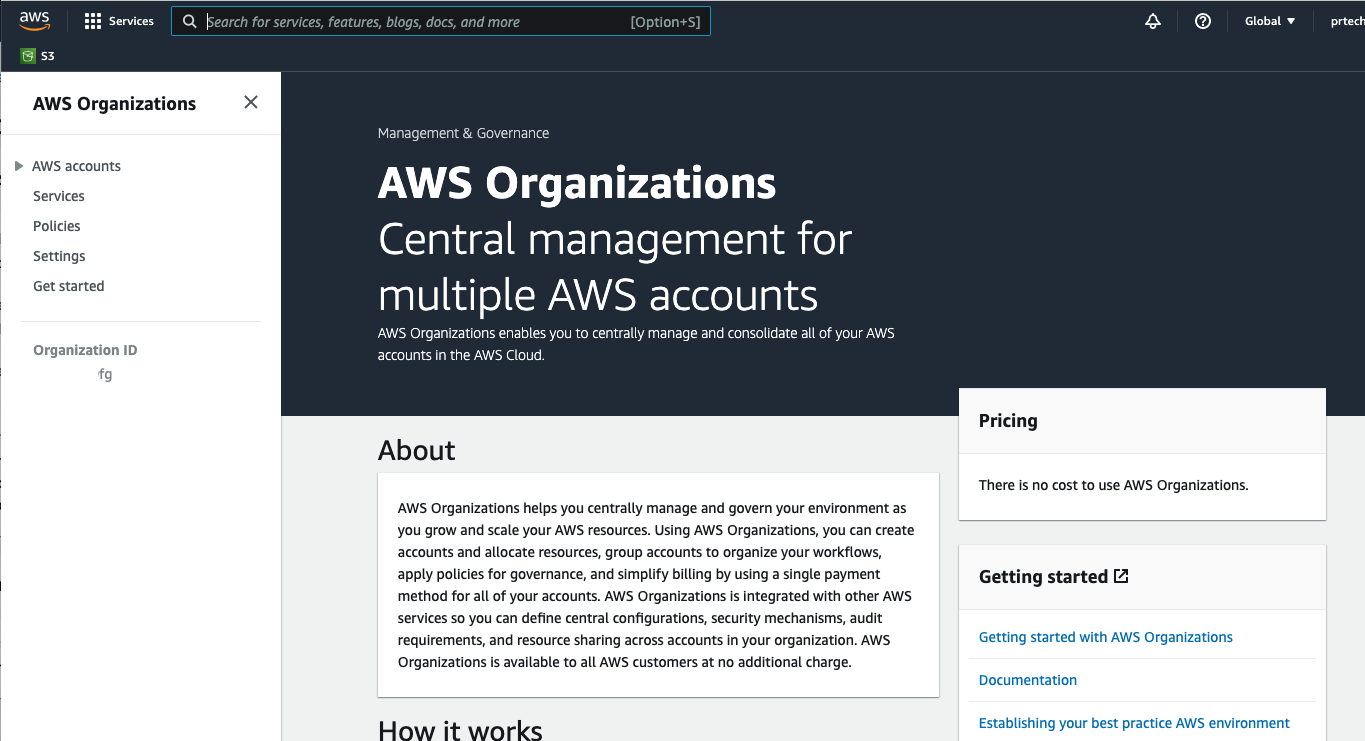 aws
Services
Search for services, features, blogs, docs, and more
[Option+S]
Global ▼
prtech
S3
AWS Organizations
AWS accounts
Services
Policies
Settings
Get started
Organization ID
fg
Management & Governance
AWS Organizations
Central management for
multiple AWS accounts
AWS Organizations enables you to centrally manage and consolidate all of your AWS
accounts in the AWS Cloud.
About
AWS Organizations helps you centrally manage and govern your environment as
you grow and scale your AWS resources. Using AWS Organizations, you can create
accounts and allocate resources, group accounts to organize your workflows,
apply policies for governance, and simplify billing by using a single payment
method for all of your accounts. AWS Organizations is integrated with other AWS
services so you can define central configurations, security mechanisms, audit
requirements, and resource sharing across accounts in your organization. AWS
Organizations is available to all AWS customers at no additional charge.
How it works
Pricing
There is no cost to use AWS Organizations.
Getting started
Getting started with AWS Organizations
Documentation
Establishing your best practice AWS environment